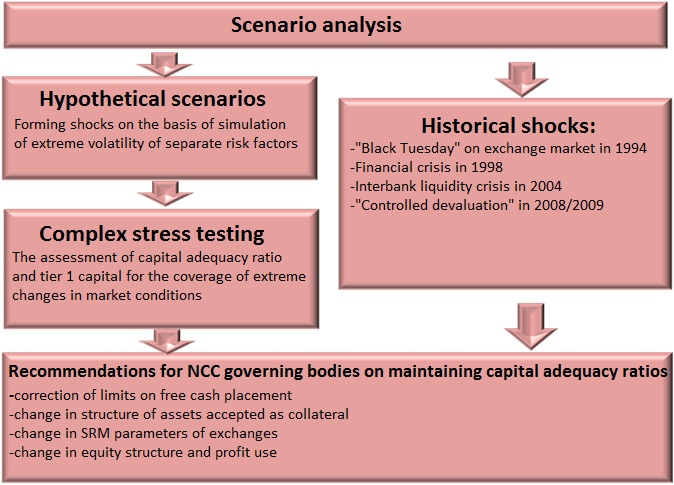 Scenario analysis
Hypothetical scenarios
Forming shocks on the basis of simulation
of extreme volatility of separate risk factors
Historical shocks:
-"Black Tuesday" on exchange market in 1994
-Financial crisis in 1998
-Interbank liquidity crisis in 2004
-"Controlled devaluation" in 2008/2009
Complex stress testing
The assessment of capital adequacy ratio
and tier 1 capital for the coverage of extreme
changes in market conditions
Recommendations for NCC governing bodies on maintaining capital adequacy ratios
-correction of limits on free cash placement
-change in structure of assets accepted as collateral
-change in SRM parameters of exchanges
-change in equity structure and profit use